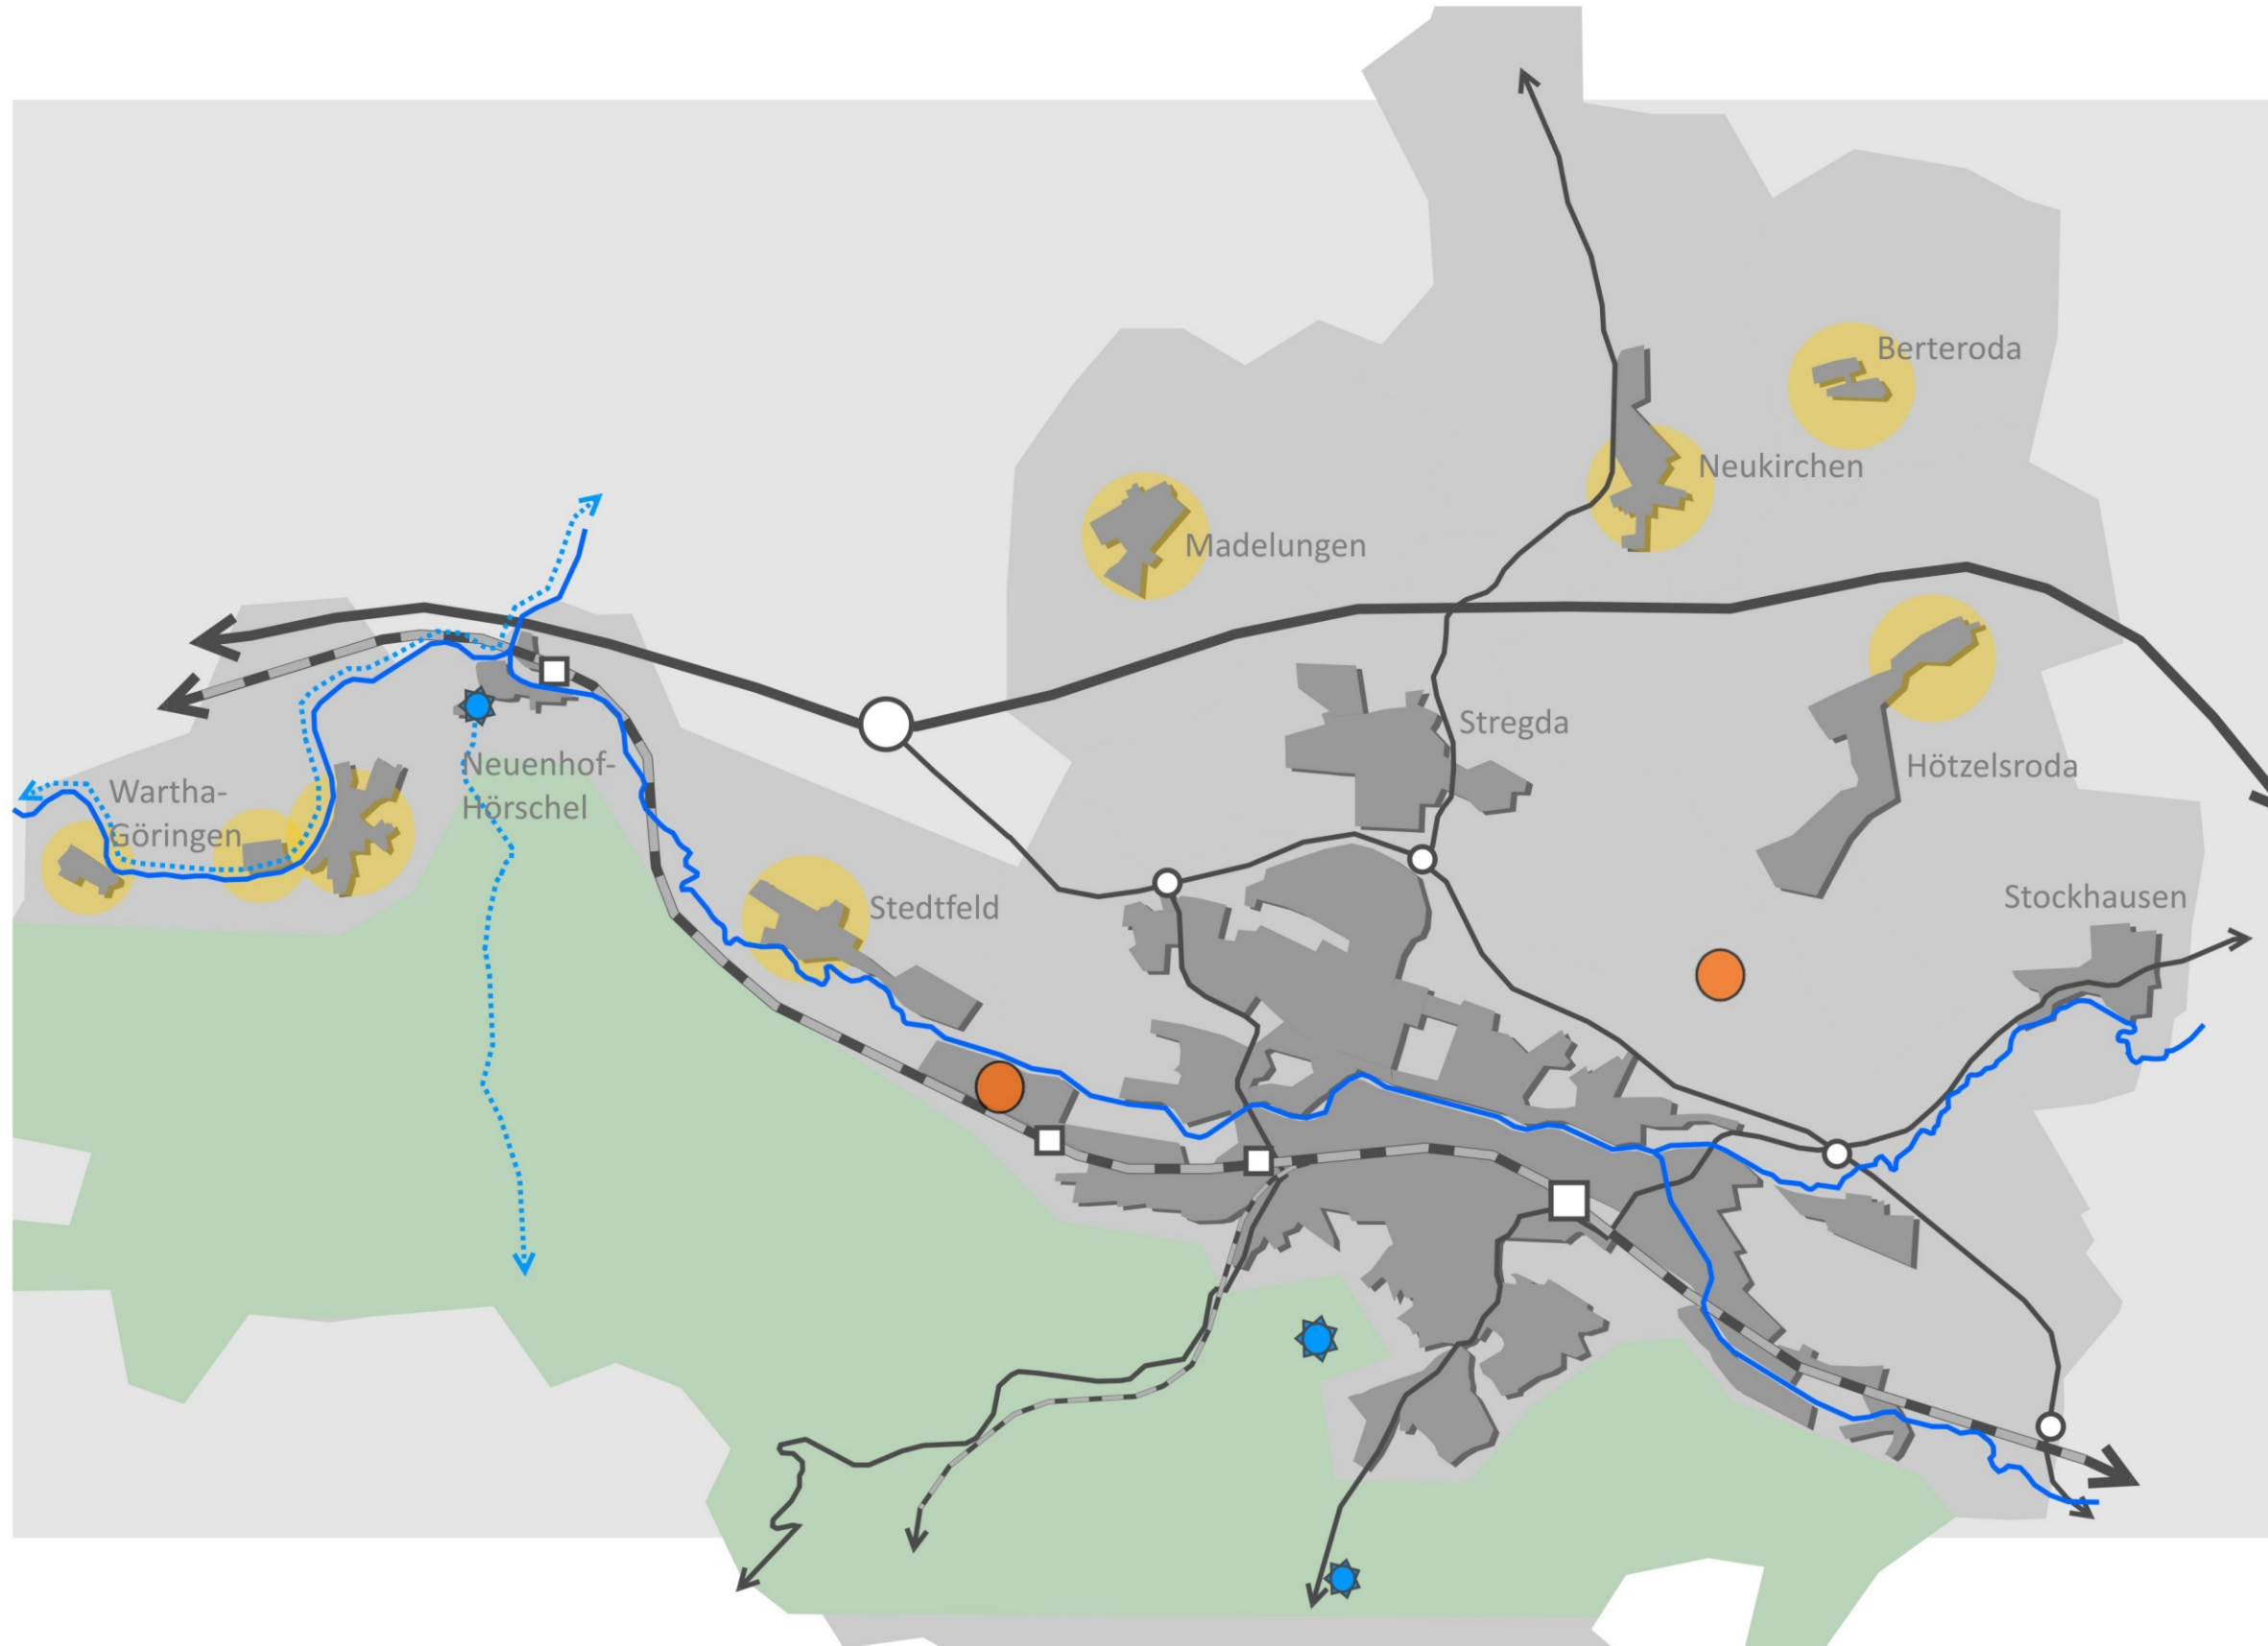 Berteroda
Neukirchen
Madelungen
Stregda
Hötzelsroda
Neuenhof-
Hörschel
Wartha-
Göringen
Stedtfeld
Stockhausen